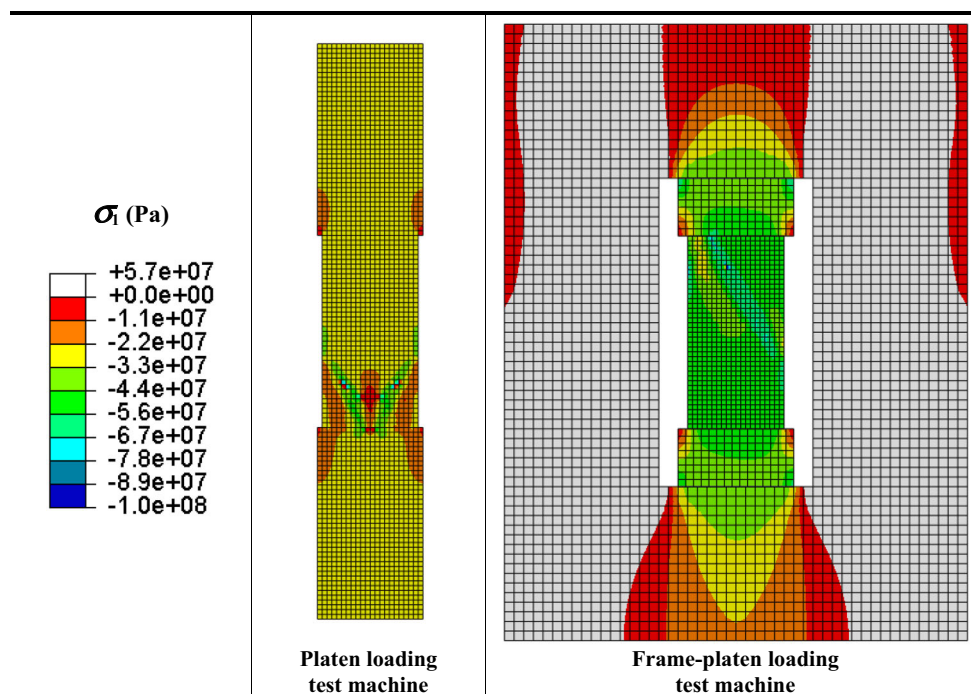 σ₁ (Pa)
+5.7e+07
+0.0e+00
-1.1e+07
-2.2e+07
-3.3e+07
-4.4e+07
-5.6e+07
-6.7e+07
-7.8e+07
-8.9e+07
-1.0e+08
Platen loading
test machine
Frame-platen loading
test machine